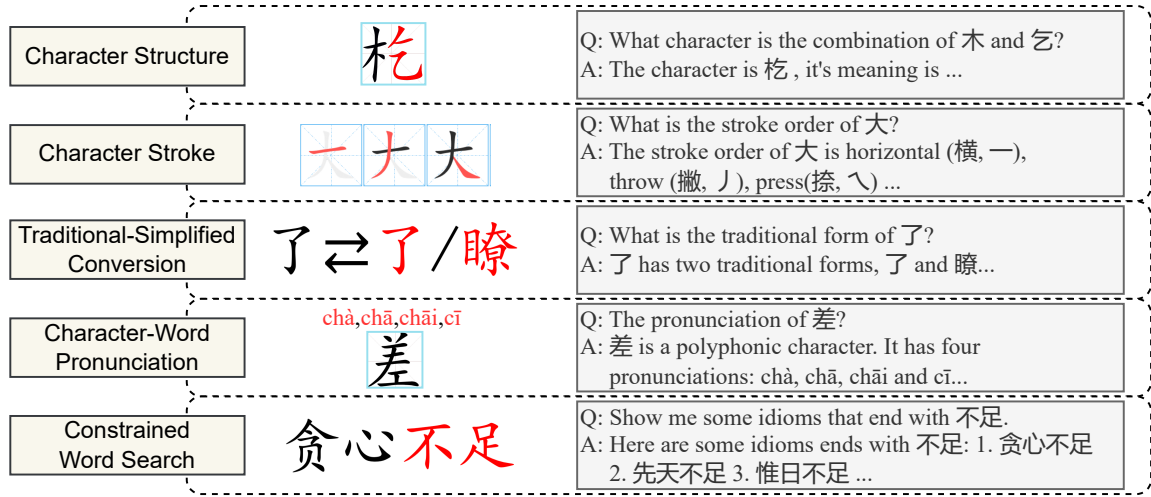 Character Structure
杚
Q: What character is the combination of 木 and 乞?
A: The character is 杚 , it's meaning is ...
Character Stroke
大 大 大
Q: What is the stroke order of 大?
A: The stroke order of 大 is horizontal (横, 一),
throw (撇, 丿), press(捺, ㇏) ...
Traditional-Simplified
Conversion
了⇄了/瞭
Q: What is the traditional form of 了?
A: 了 has two traditional forms, 了 and 瞭...
Character-Word
Pronunciation
chà,chā,chāi,cī
差
Q: The pronunciation of 差?
A: 差 is a polyphonic character. It has four
pronunciations: chà, chā, chāi and cī...
Constrained
Word Search
贪心不足
Q: Show me some idioms that end with 不足.
A: Here are some idioms ends with 不足: 1. 贪心不足
2. 先天不足 3. 惟日不足 ...